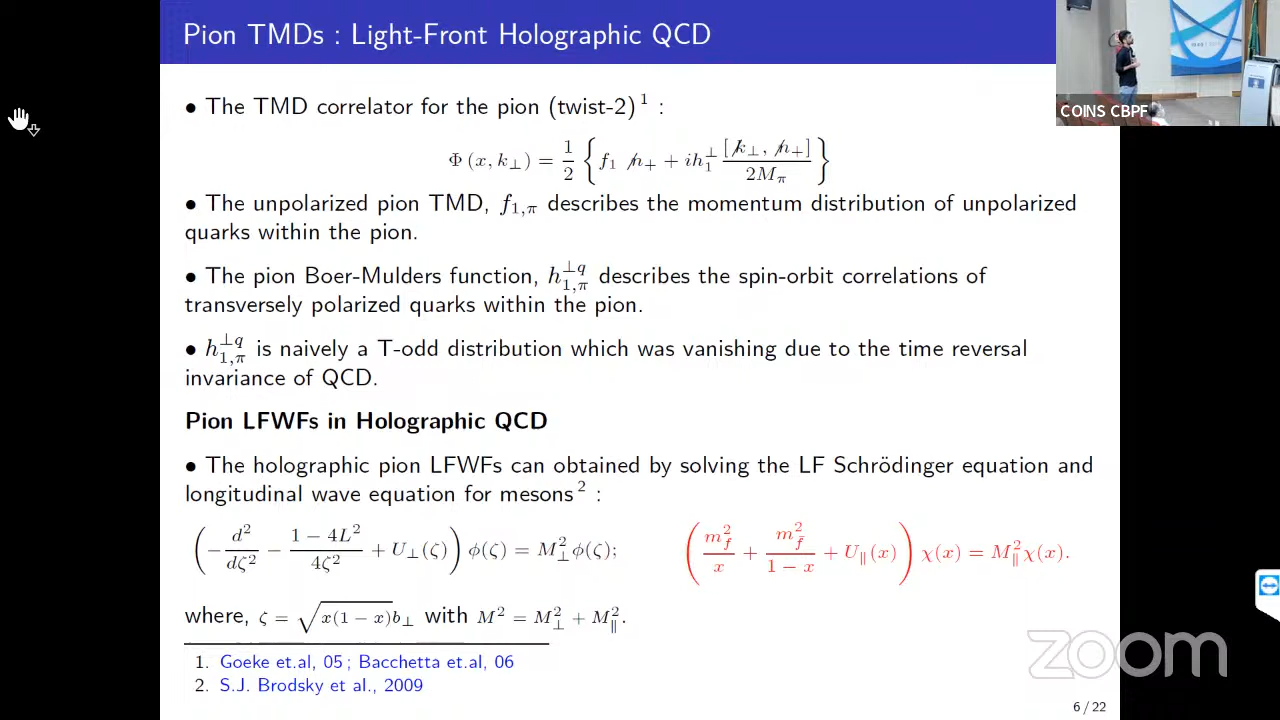 Pion TMDs : Light-Front Holographic QCD
COINS CBPF
• The TMD correlator for the pion (twist-2) ¹ :
Φ (x, k⊥) = 1/2 { f₁ n̸₊ + ih₁^⊥ [k̸⊥, n̸₊]/2Mπ }
• The unpolarized pion TMD, f₁,π describes the momentum distribution of unpolarized
quarks within the pion.
• The pion Boer-Mulders function, h₁,π^⊥q describes the spin-orbit correlations of
transversely polarized quarks within the pion.
• h₁,π^⊥q is naively a T-odd distribution which was vanishing due to the time reversal
invariance of QCD.
Pion LFWFs in Holographic QCD
• The holographic pion LFWFs can obtained by solving the LF Schrödinger equation and
longitudinal wave equation for mesons ² :
( − d²/dζ² − (1 − 4L²)/4ζ² + U⊥(ζ) ) φ(ζ) = M⊥² φ(ζ); ( m_f²/x + m_f̄²/(1 − x) + U∥(x) ) χ(x) = M∥² χ(x).
where, ζ = √(x(1 − x)) b⊥ with M² = M⊥² + M∥².
1. Goeke et.al, 05 ; Bacchetta et.al, 06
2. S.J. Brodsky et al., 2009
zoom
6 / 22